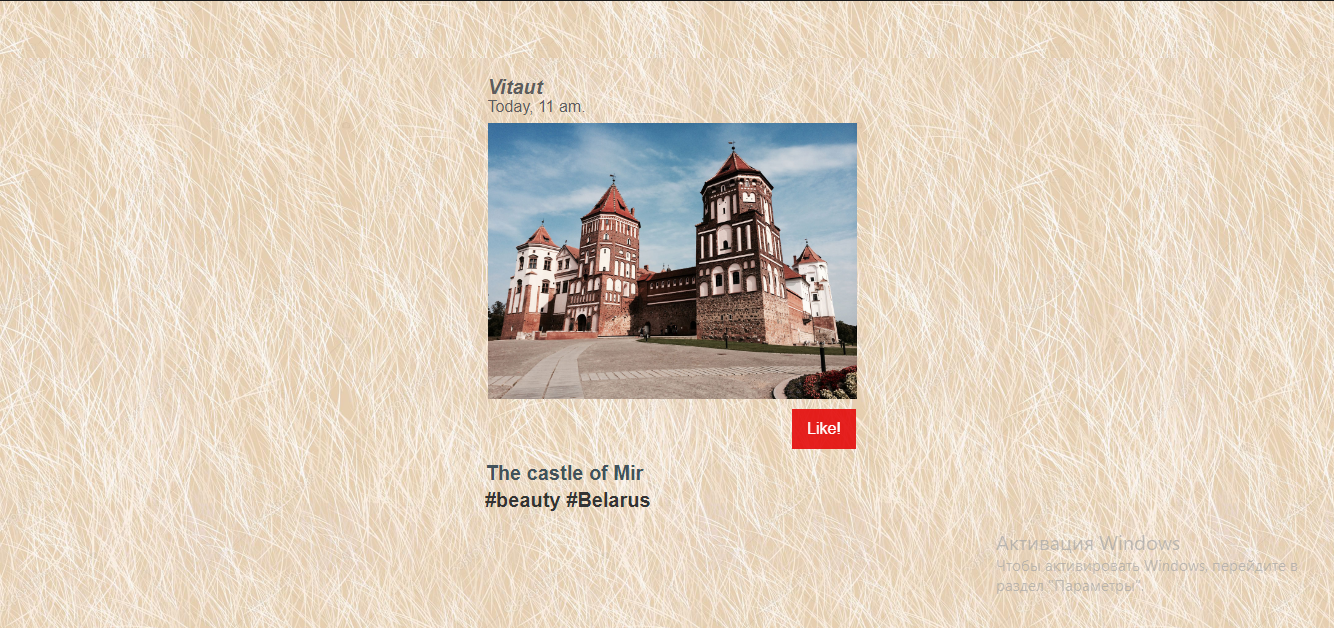 Vitaut
Today, 11 am.
Like!
The castle of Mir
#beauty #Belarus
Активация Windows
Чтобы активировать Windows, перейдите в
раздел "Параметры".